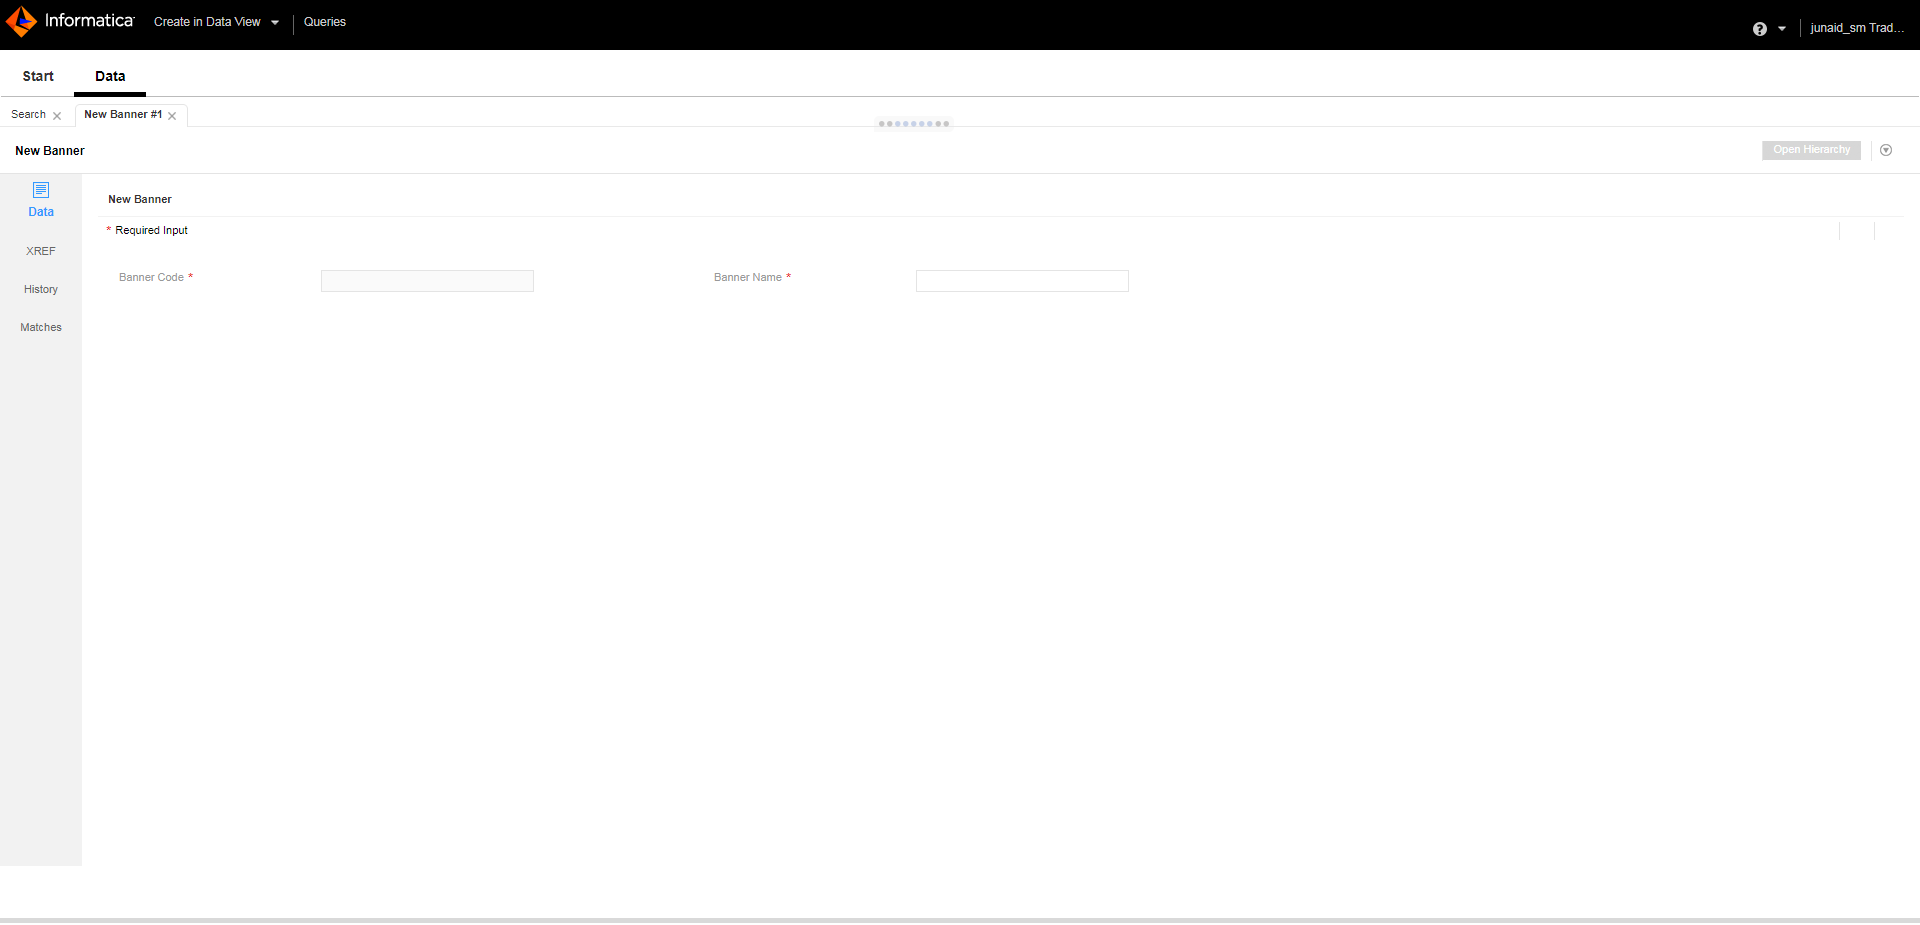 Informatica Create in Data View Queries
junaid_sm Trad...
Start Data
Search New Banner #1
New Banner
Open Hierarchy
Data
XREF
History
Matches
New Banner
* Required Input
Banner Code * Banner Name *